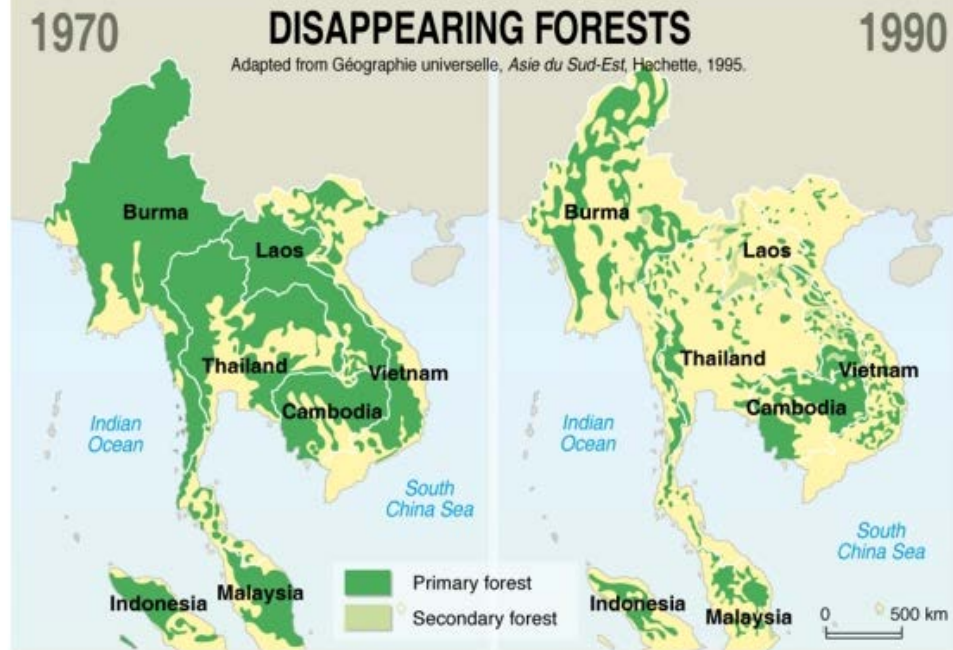 1970
DISAPPEARING FORESTS
1990
Adapted from Géographie universelle, Asie du Sud-Est, Hachette, 1995.
Burma
Laos
Thailand
Vietnam
Cambodia
Indian
Ocean
South
China Sea
Indonesia
Malaysia
Burma
Laos
Thailand
Vietnam
Cambodia
Indian
Ocean
South
China Sea
Indonesia
Malaysia
Primary forest
Secondary forest
0 500 km